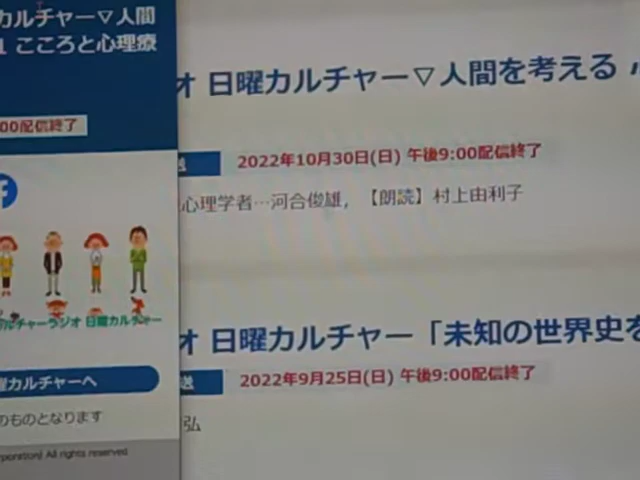 カルチャー▽人間
1 こころと心理療
00配信終了
カルチャーラジオ 日曜カルチャー
曜カルチャーへ
のものとなります
All rights reserved
オ 日曜カルチャー▽人間を考える
2022年10月30日(日) 午後9:00配信終了
心理学者…河合俊雄，【朗読】村上由利子
オ 日曜カルチャー「未知の世界史を
2022年9月25日(日) 午後9:00配信終了
弘